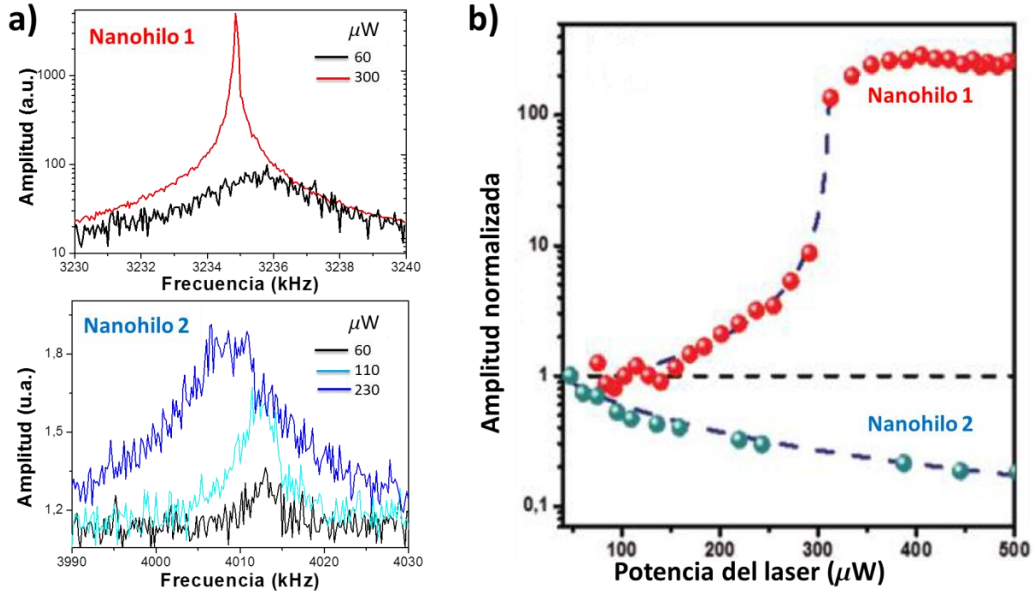 a)
Nanohilo 1
μW
60
300
Amplitud (a.u.)
1000
100
10
3230 3232 3234 3236 3238 3240
Frecuencia (kHz)
Nanohilo 2
μW
60
110
230
Amplitud (u.a.)
1.8
1.5
1.2
3990 4000 4010 4020 4030
Frecuencia (kHz)
b)
Amplitud normalizada
100
10
1
0,1
Nanohilo 1
Nanohilo 2
100 200 300 400 500
Potencia del laser (μW)